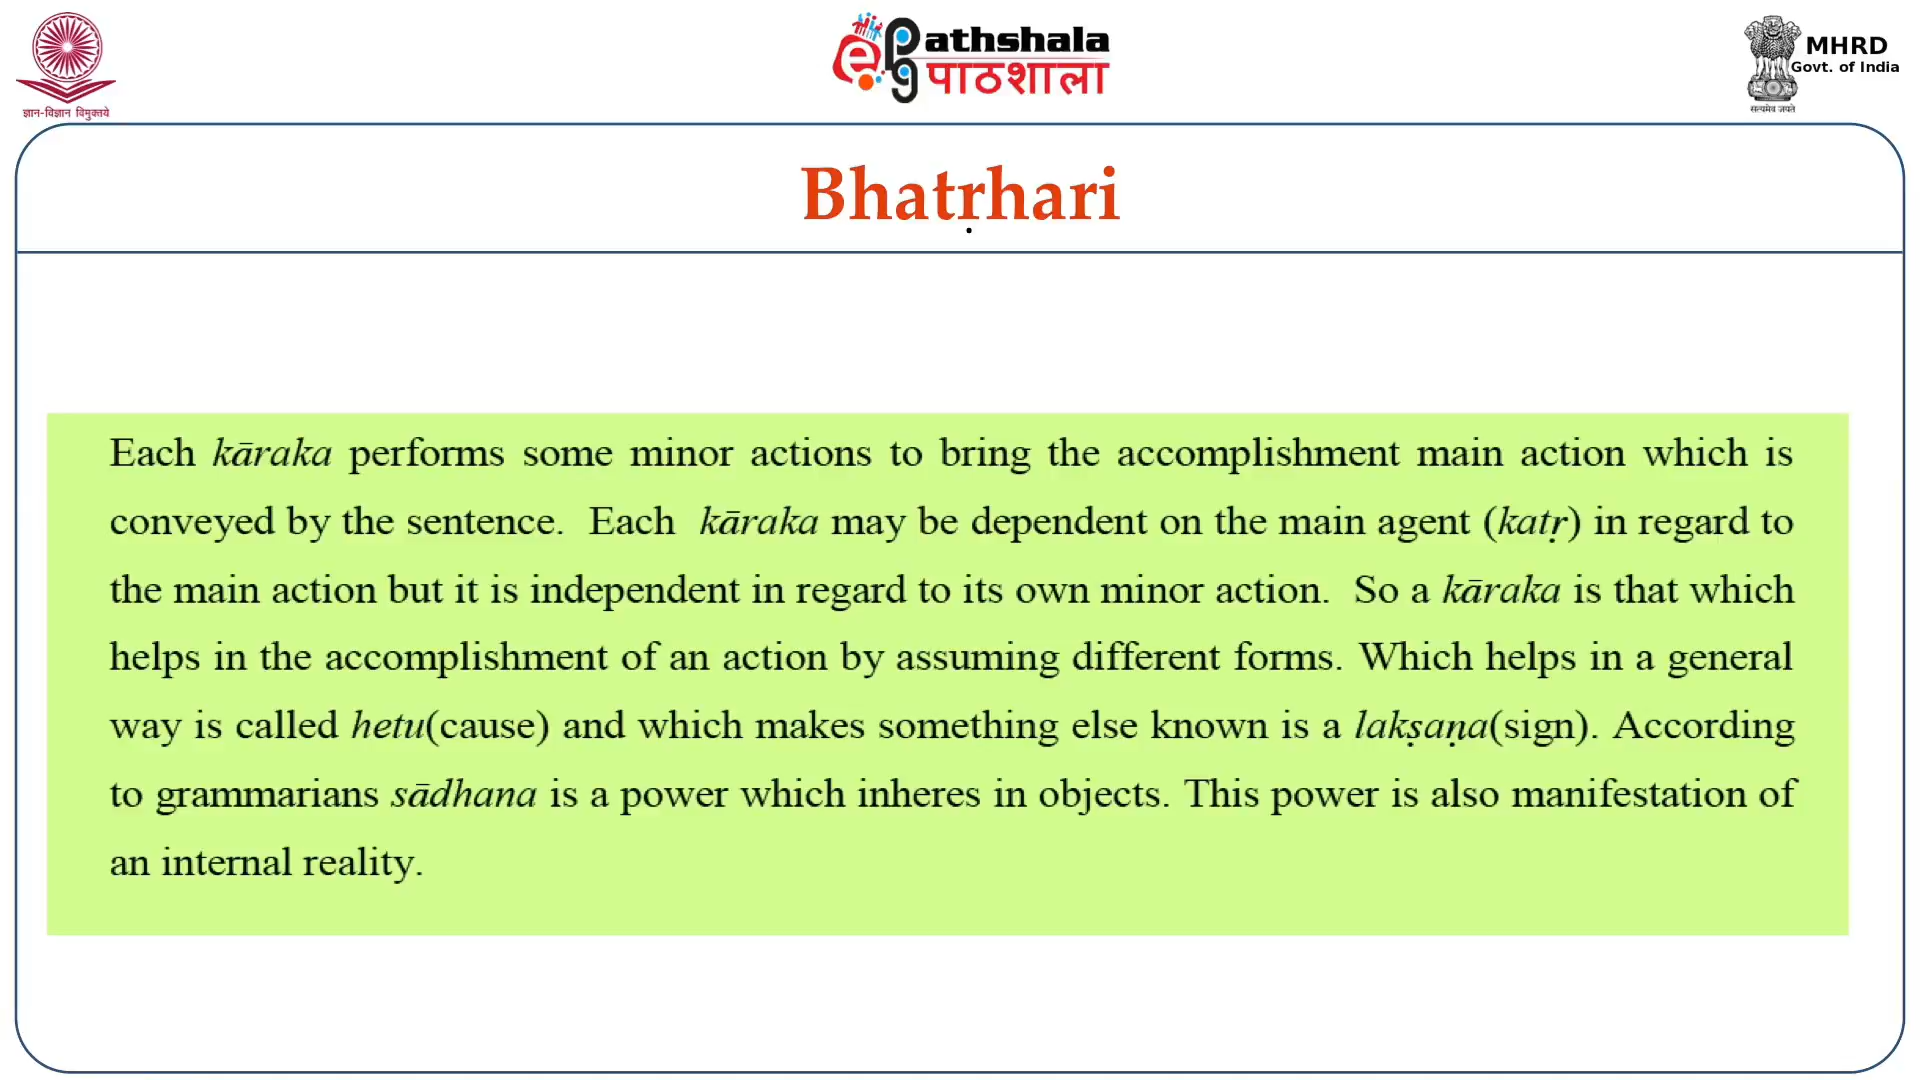 ज्ञान-विज्ञान विमुक्तये
ePG Pathshala
पाठशाला
MHRD
Govt. of India
सत्यमेव जयते
Bhatṛhari
Each kāraka performs some minor actions to bring the accomplishment main action which is
conveyed by the sentence. Each kāraka may be dependent on the main agent (katṛ) in regard to
the main action but it is independent in regard to its own minor action. So a kāraka is that which
helps in the accomplishment of an action by assuming different forms. Which helps in a general
way is called hetu(cause) and which makes something else known is a lakṣaṇa(sign). According
to grammarians sādhana is a power which inheres in objects. This power is also manifestation of
an internal reality.